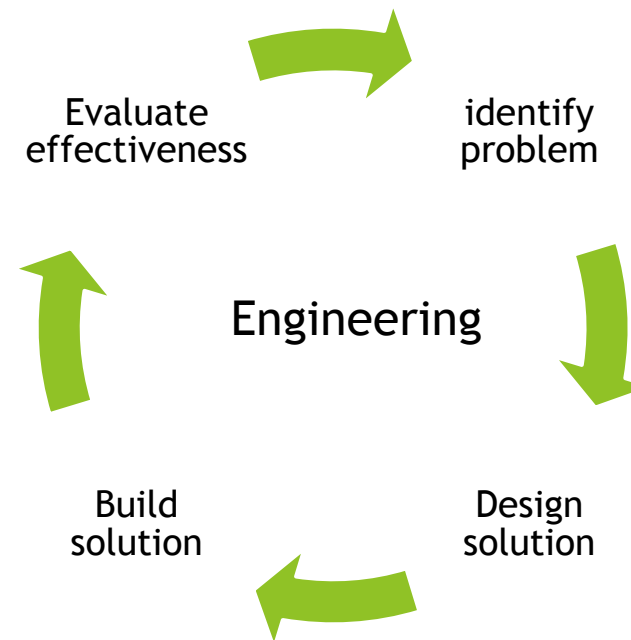 Evaluate
effectiveness
identify
problem
Engineering
Build
solution
Design
solution